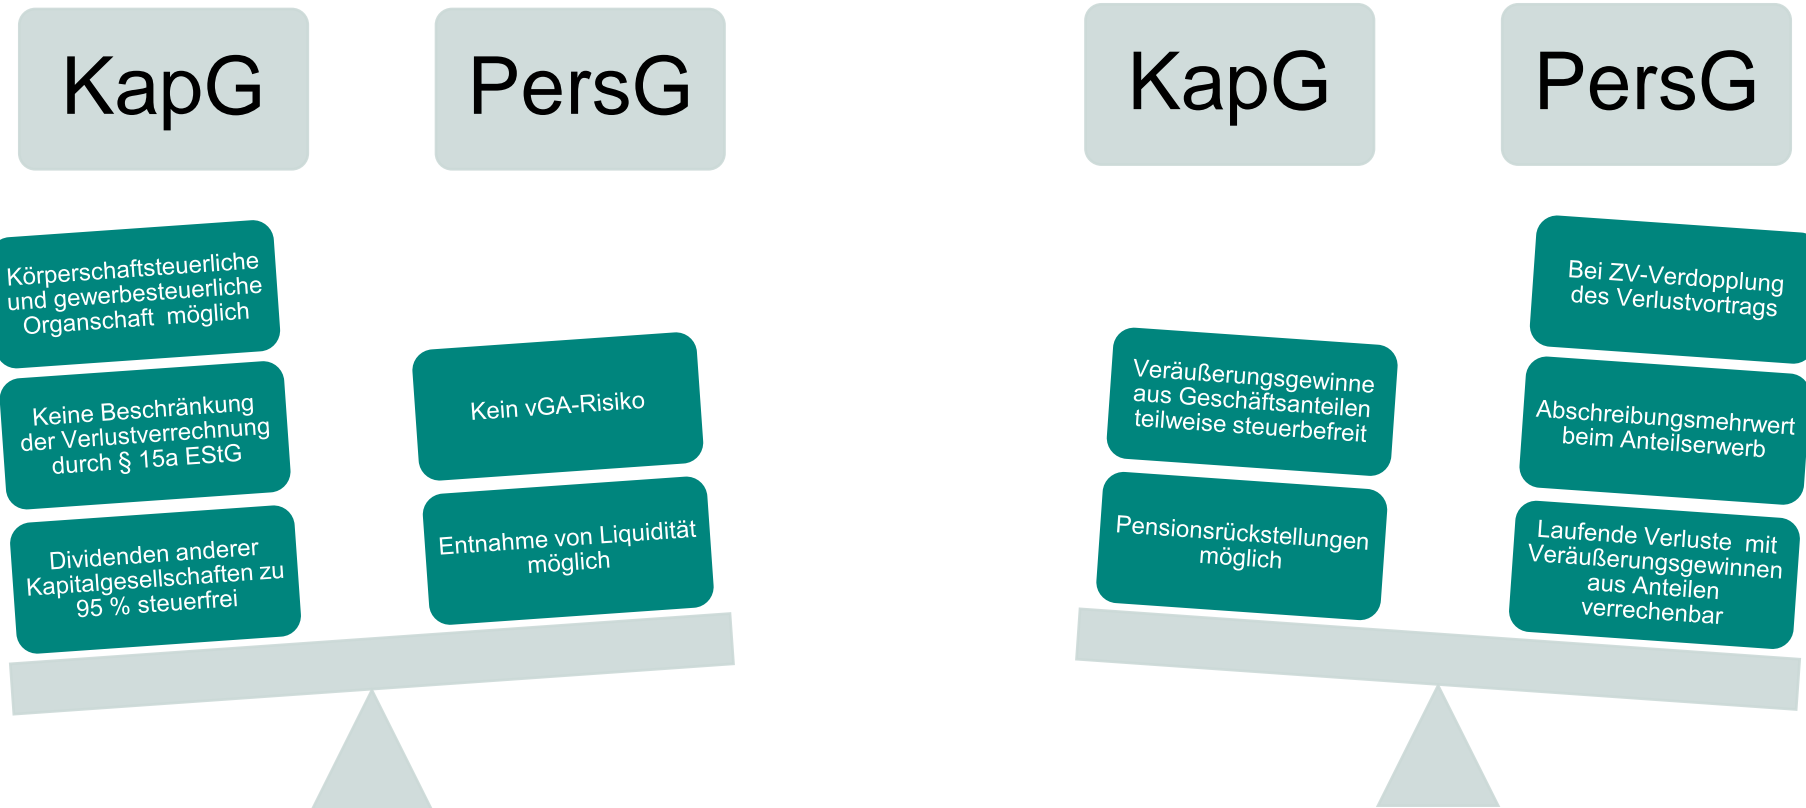 KapG
PersG
Körperschaftsteuerliche
und gewerbesteuerliche
Organschaft möglich
Keine Beschränkung
der Verlustverrechnung
durch § 15a EStG
Dividenden anderer
Kapitalgesellschaften zu
95 % steuerfrei
Kein vGA-Risiko
Entnahme von Liquidität
möglich
KapG
PersG
Veräußerungsgewinne
aus Geschäftsanteilen
teilweise steuerbefreit
Pensionsrückstellungen
möglich
Bei ZV-Verdopplung
des Verlustvortrags
Abschreibungsmehrwert
beim Anteilserwerb
Laufende Verluste mit
Veräußerungsgewinnen
aus Anteilen
verrechenbar